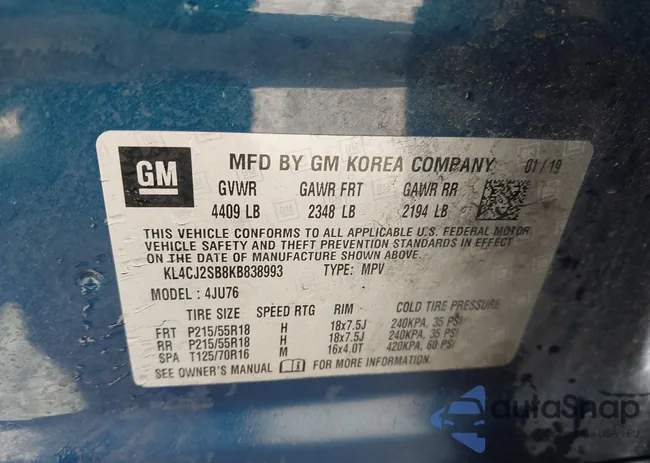 GM
MFD BY GM KOREA COMPANY 01/19
GVWR GAWR FRT GAWR RR
4409 LB 2348 LB 2194 LB
THIS VEHICLE CONFORMS TO ALL APPLICABLE U.S. FEDERAL MOTOR
VEHICLE SAFETY AND THEFT PREVENTION STANDARDS IN EFFECT
ON THE DATE OF MANUFACTURE SHOWN ABOVE.
KL4CJ2SB8KB838993 TYPE: MPV
MODEL: 4JU76
TIRE SIZE SPEED RTG RIM COLD TIRE PRESSURE
FRT P215/55R18 H 18x7.5J 240KPA, 35 PSI
RR P215/55R18 H 18x7.5J 240KPA, 35 PSI
SPA T125/70R16 M 16x4.0T 420KPA, 60 PSI
SEE OWNER'S MANUAL FOR MORE INFORMATION
autoSnap